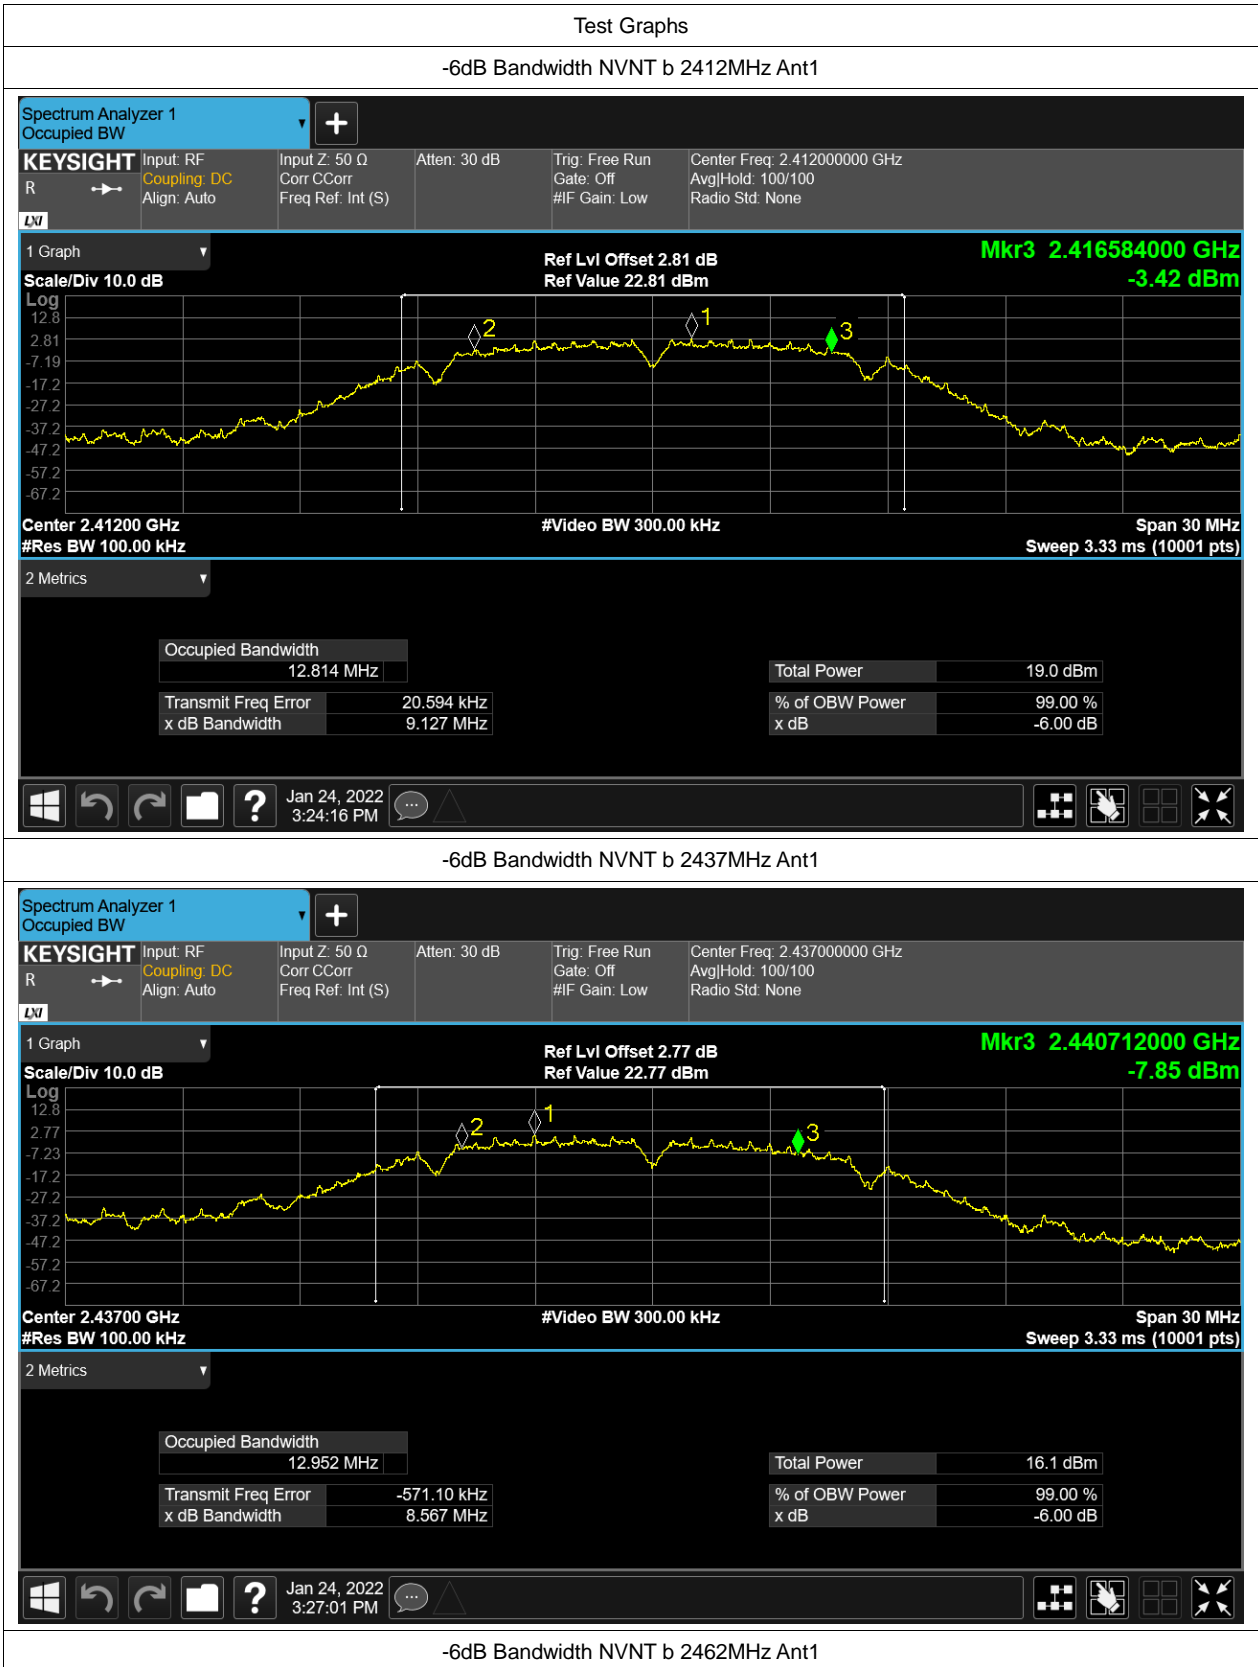 Test Graphs
-6dB Bandwidth NVNT b 2412MHz Ant1
Spectrum Analyzer 1
Occupied BW
KEYSIGHT Input: RF Input Z: 50 Ω Atten: 30 dB Trig: Free Run Center Freq: 2.412000000 GHz
R Coupling: DC Corr CCorr Gate: Off Avg|Hold: 100/100
Align: Auto Freq Ref: Int (S) #IF Gain: Low Radio Std: None
LXI
1 Graph Ref Lvl Offset 2.81 dB Mkr3 2.416584000 GHz
Scale/Div 10.0 dB Ref Value 22.81 dBm -3.42 dBm
Log
12.8
2.81
-7.19
-17.2
-27.2
-37.2
-47.2
-57.2
-67.2
2
1
3
Center 2.41200 GHz #Video BW 300.00 kHz Span 30 MHz
#Res BW 100.00 kHz Sweep 3.33 ms (10001 pts)
2 Metrics
Occupied Bandwidth
12.814 MHz Total Power 19.0 dBm
Transmit Freq Error 20.594 kHz % of OBW Power 99.00 %
x dB Bandwidth 9.127 MHz x dB -6.00 dB
? Jan 24, 2022
3:24:16 PM
-6dB Bandwidth NVNT b 2437MHz Ant1
Spectrum Analyzer 1
Occupied BW
KEYSIGHT Input: RF Input Z: 50 Ω Atten: 30 dB Trig: Free Run Center Freq: 2.437000000 GHz
R Coupling: DC Corr CCorr Gate: Off Avg|Hold: 100/100
Align: Auto Freq Ref: Int (S) #IF Gain: Low Radio Std: None
LXI
1 Graph Ref Lvl Offset 2.77 dB Mkr3 2.440712000 GHz
Scale/Div 10.0 dB Ref Value 22.77 dBm -7.85 dBm
Log
12.8
2.77
-7.23
-17.2
-27.2
-37.2
-47.2
-57.2
-67.2
2
1
3
Center 2.43700 GHz #Video BW 300.00 kHz Span 30 MHz
#Res BW 100.00 kHz Sweep 3.33 ms (10001 pts)
2 Metrics
Occupied Bandwidth
12.952 MHz Total Power 16.1 dBm
Transmit Freq Error -571.10 kHz % of OBW Power 99.00 %
x dB Bandwidth 8.567 MHz x dB -6.00 dB
? Jan 24, 2022
3:27:01 PM
-6dB Bandwidth NVNT b 2462MHz Ant1